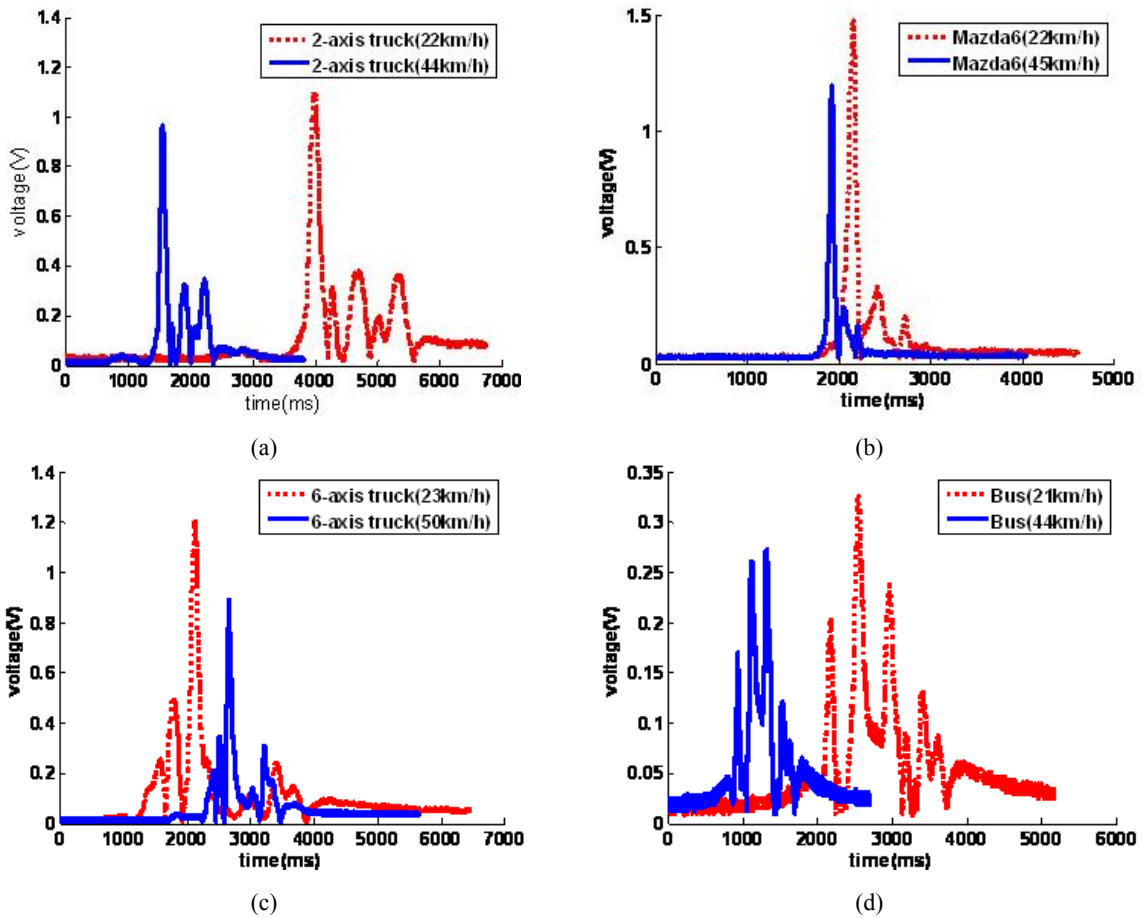 1.4
1.2
1
0.8
0.6
0.4
0.2
0
voltage(V)
2-axis truck(22km/h)
2-axis truck(44km/h)
0 1000 2000 3000 4000 5000 6000 7000
time(ms)
(a)
1.5
1
0.5
0
voltage(V)
Mazda6(22km/h)
Mazda6(45km/h)
0 1000 2000 3000 4000 5000
time(ms)
(b)
1.4
1.2
1
0.8
0.6
0.4
0.2
0
voltage(V)
6-axis truck(23km/h)
6-axis truck(50km/h)
0 1000 2000 3000 4000 5000 6000 7000
time(ms)
(c)
0.35
0.3
0.25
0.2
0.15
0.1
0.05
0
voltage(V)
Bus(21km/h)
Bus(44km/h)
0 1000 2000 3000 4000 5000 6000
time(ms)
(d)